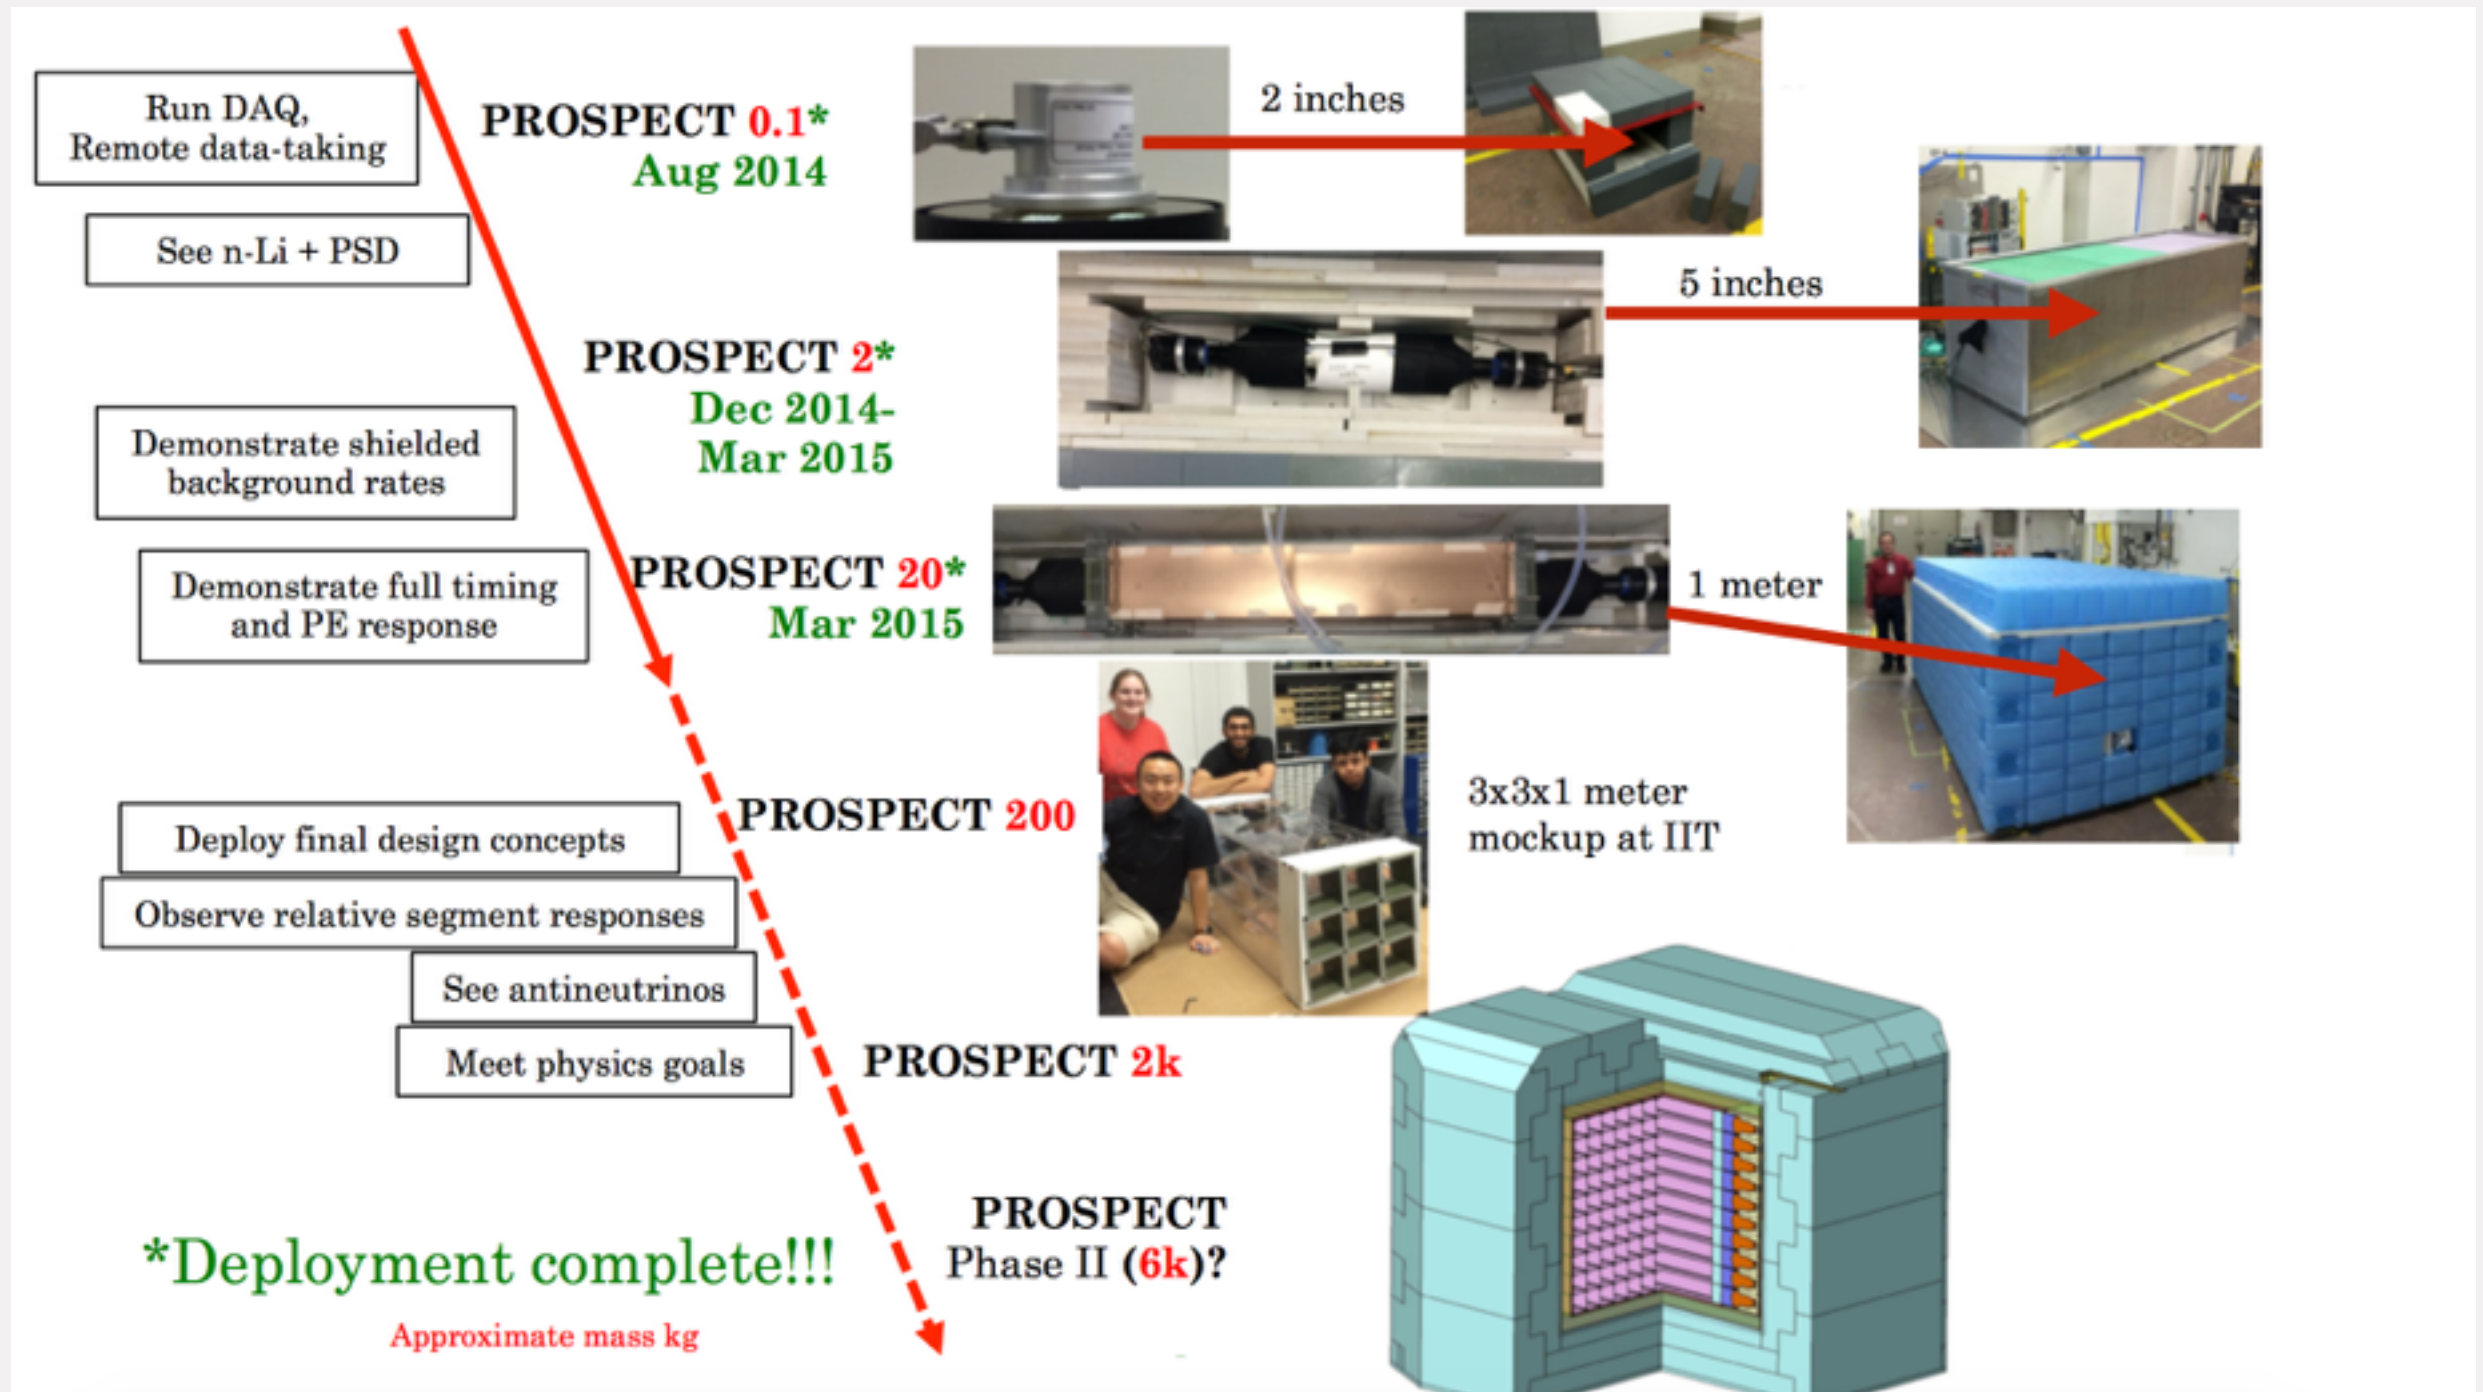 Run DAQ,
Remote data-taking
See n-Li + PSD
Demonstrate shielded
background rates
Demonstrate full timing
and PE response
Deploy final design concepts
Observe relative segment responses
See antineutrinos
Meet physics goals
PROSPECT 0.1*
Aug 2014
PROSPECT 2*
Dec 2014-
Mar 2015
PROSPECT 20*
Mar 2015
PROSPECT 200
PROSPECT 2k
PROSPECT
Phase II (6k)?
2 inches
5 inches
1 meter
3x3x1 meter
mockup at IIT
*Deployment complete!!!
Approximate mass kg